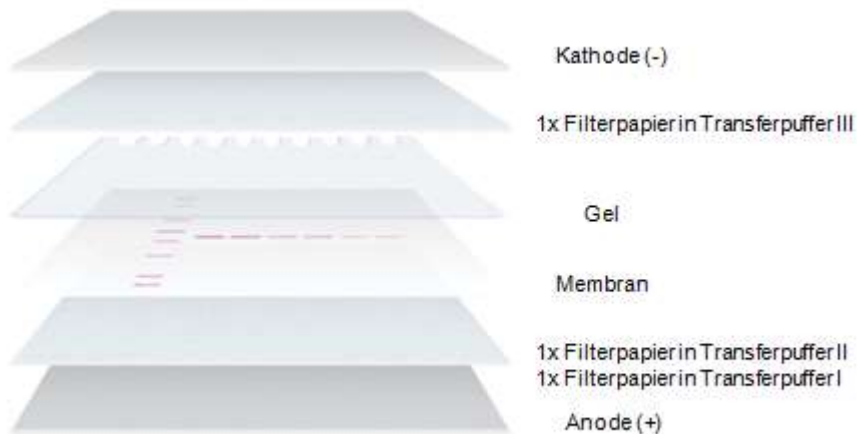 Kathode (-)
1x Filterpapier in Transferpuffer III
Gel
Membran
1x Filterpapier in Transferpuffer II
1x Filterpapier in Transferpuffer I
Anode (+)